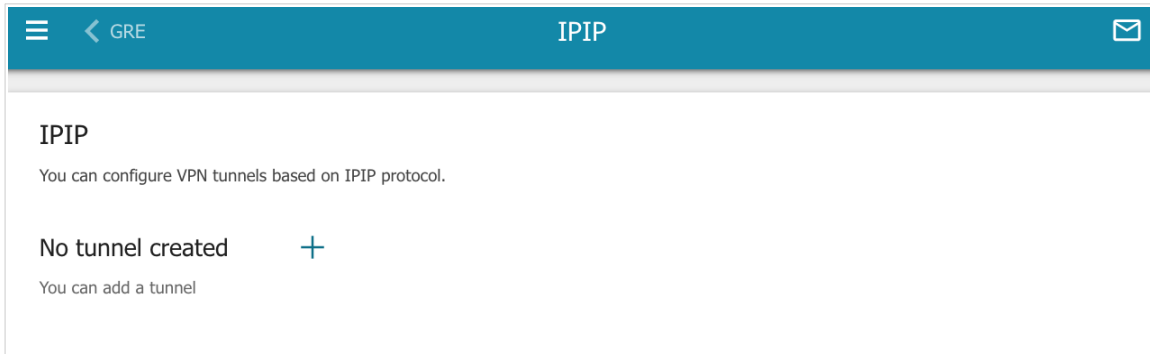 GRE
IPIP
IPIP
You can configure VPN tunnels based on IPIP protocol.
No tunnel created
You can add a tunnel